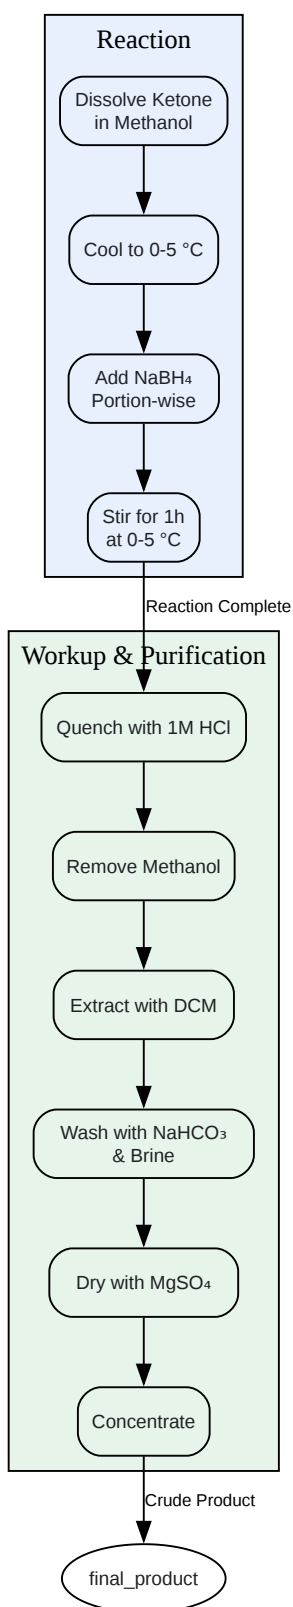 Reaction
Dissolve Ketone
in Methanol
Cool to 0-5 °C
Add NaBH₄
Portion-wise
Stir for 1h
at 0-5 °C
Reaction Complete
Workup & Purification
Quench with 1M HCl
Remove Methanol
Extract with DCM
Wash with NaHCO₃
& Brine
Dry with MgSO₄
Concentrate
Crude Product
final_product